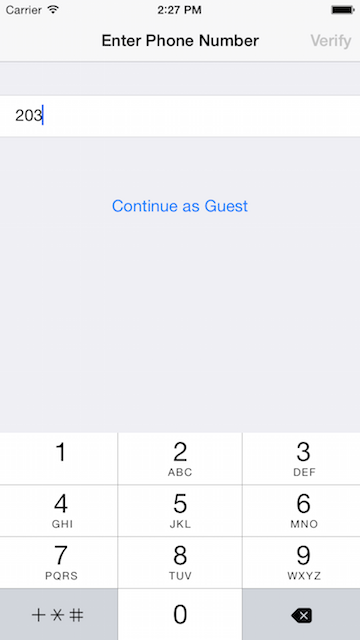 Carrier 2:27 PM
Enter Phone Number Verify
203
Continue as Guest
1 2 3
ABC DEF
4 5 6
GHI JKL MNO
7 8 9
PQRS TUV WXYZ
+*# 0